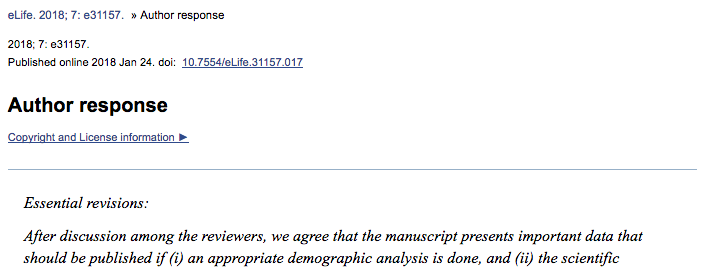 eLife. 2018; 7: e31157. » Author response
2018; 7: e31157.
Published online 2018 Jan 24. doi: 10.7554/eLife.31157.017
Author response
Copyright and License information ►
Essential revisions:
After discussion among the reviewers, we agree that the manuscript presents important data that
should be published if (i) an appropriate demographic analysis is done, and (ii) the scientific